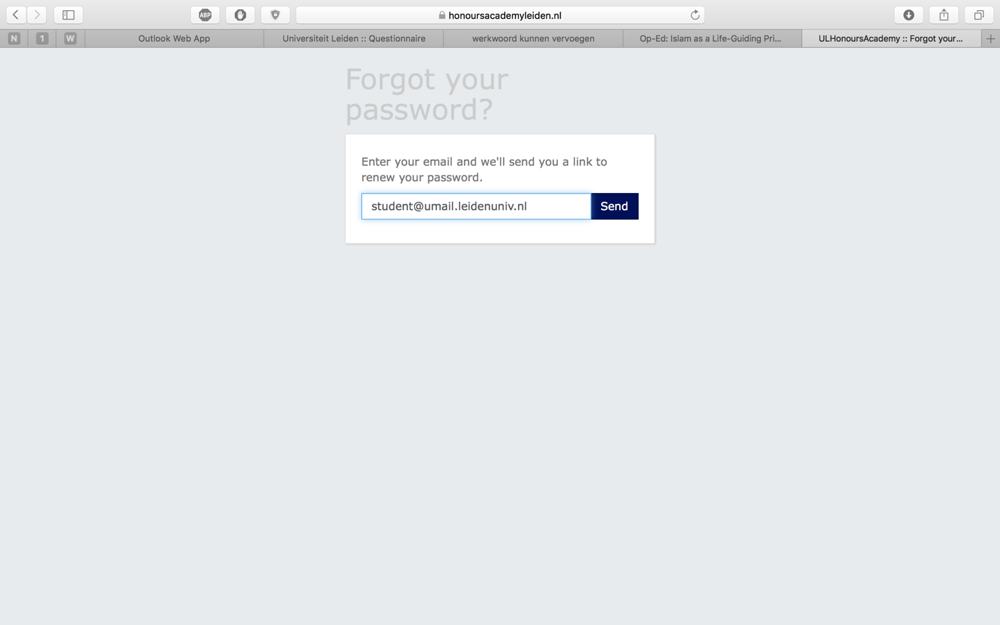 ABP
honoursacademyleiden.nl
N
1
W
Outlook Web App
Universiteit Leiden :: Questionnaire
werkwoord kunnen vervoegen
Op-Ed: Islam as a Life-Guiding Pri...
ULHonoursAcademy :: Forgot your...
Forgot your
password?
Enter your email and we'll send you a link to
renew your password.
student@umail.leidenuniv.nl
Send